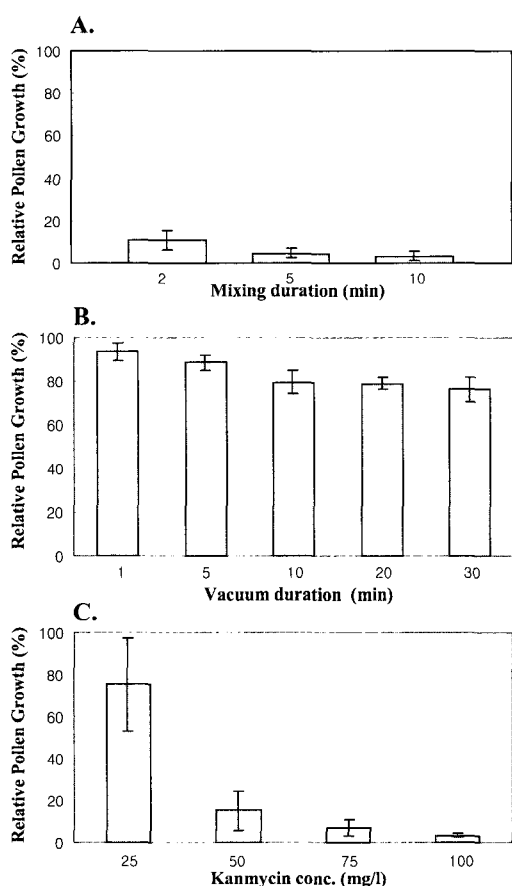 A.
Relative Pollen Growth (%)
100
80
60
40
20
0
2 5 10
Mixing duration (min)
B.
Relative Pollen Growth (%)
100
80
60
40
20
0
1 5 10 20 30
Vacuum duration (min)
C.
Relative Pollen Growth (%)
100
80
60
40
20
0
25 50 75 100
Kanmycin conc. (mg/l)